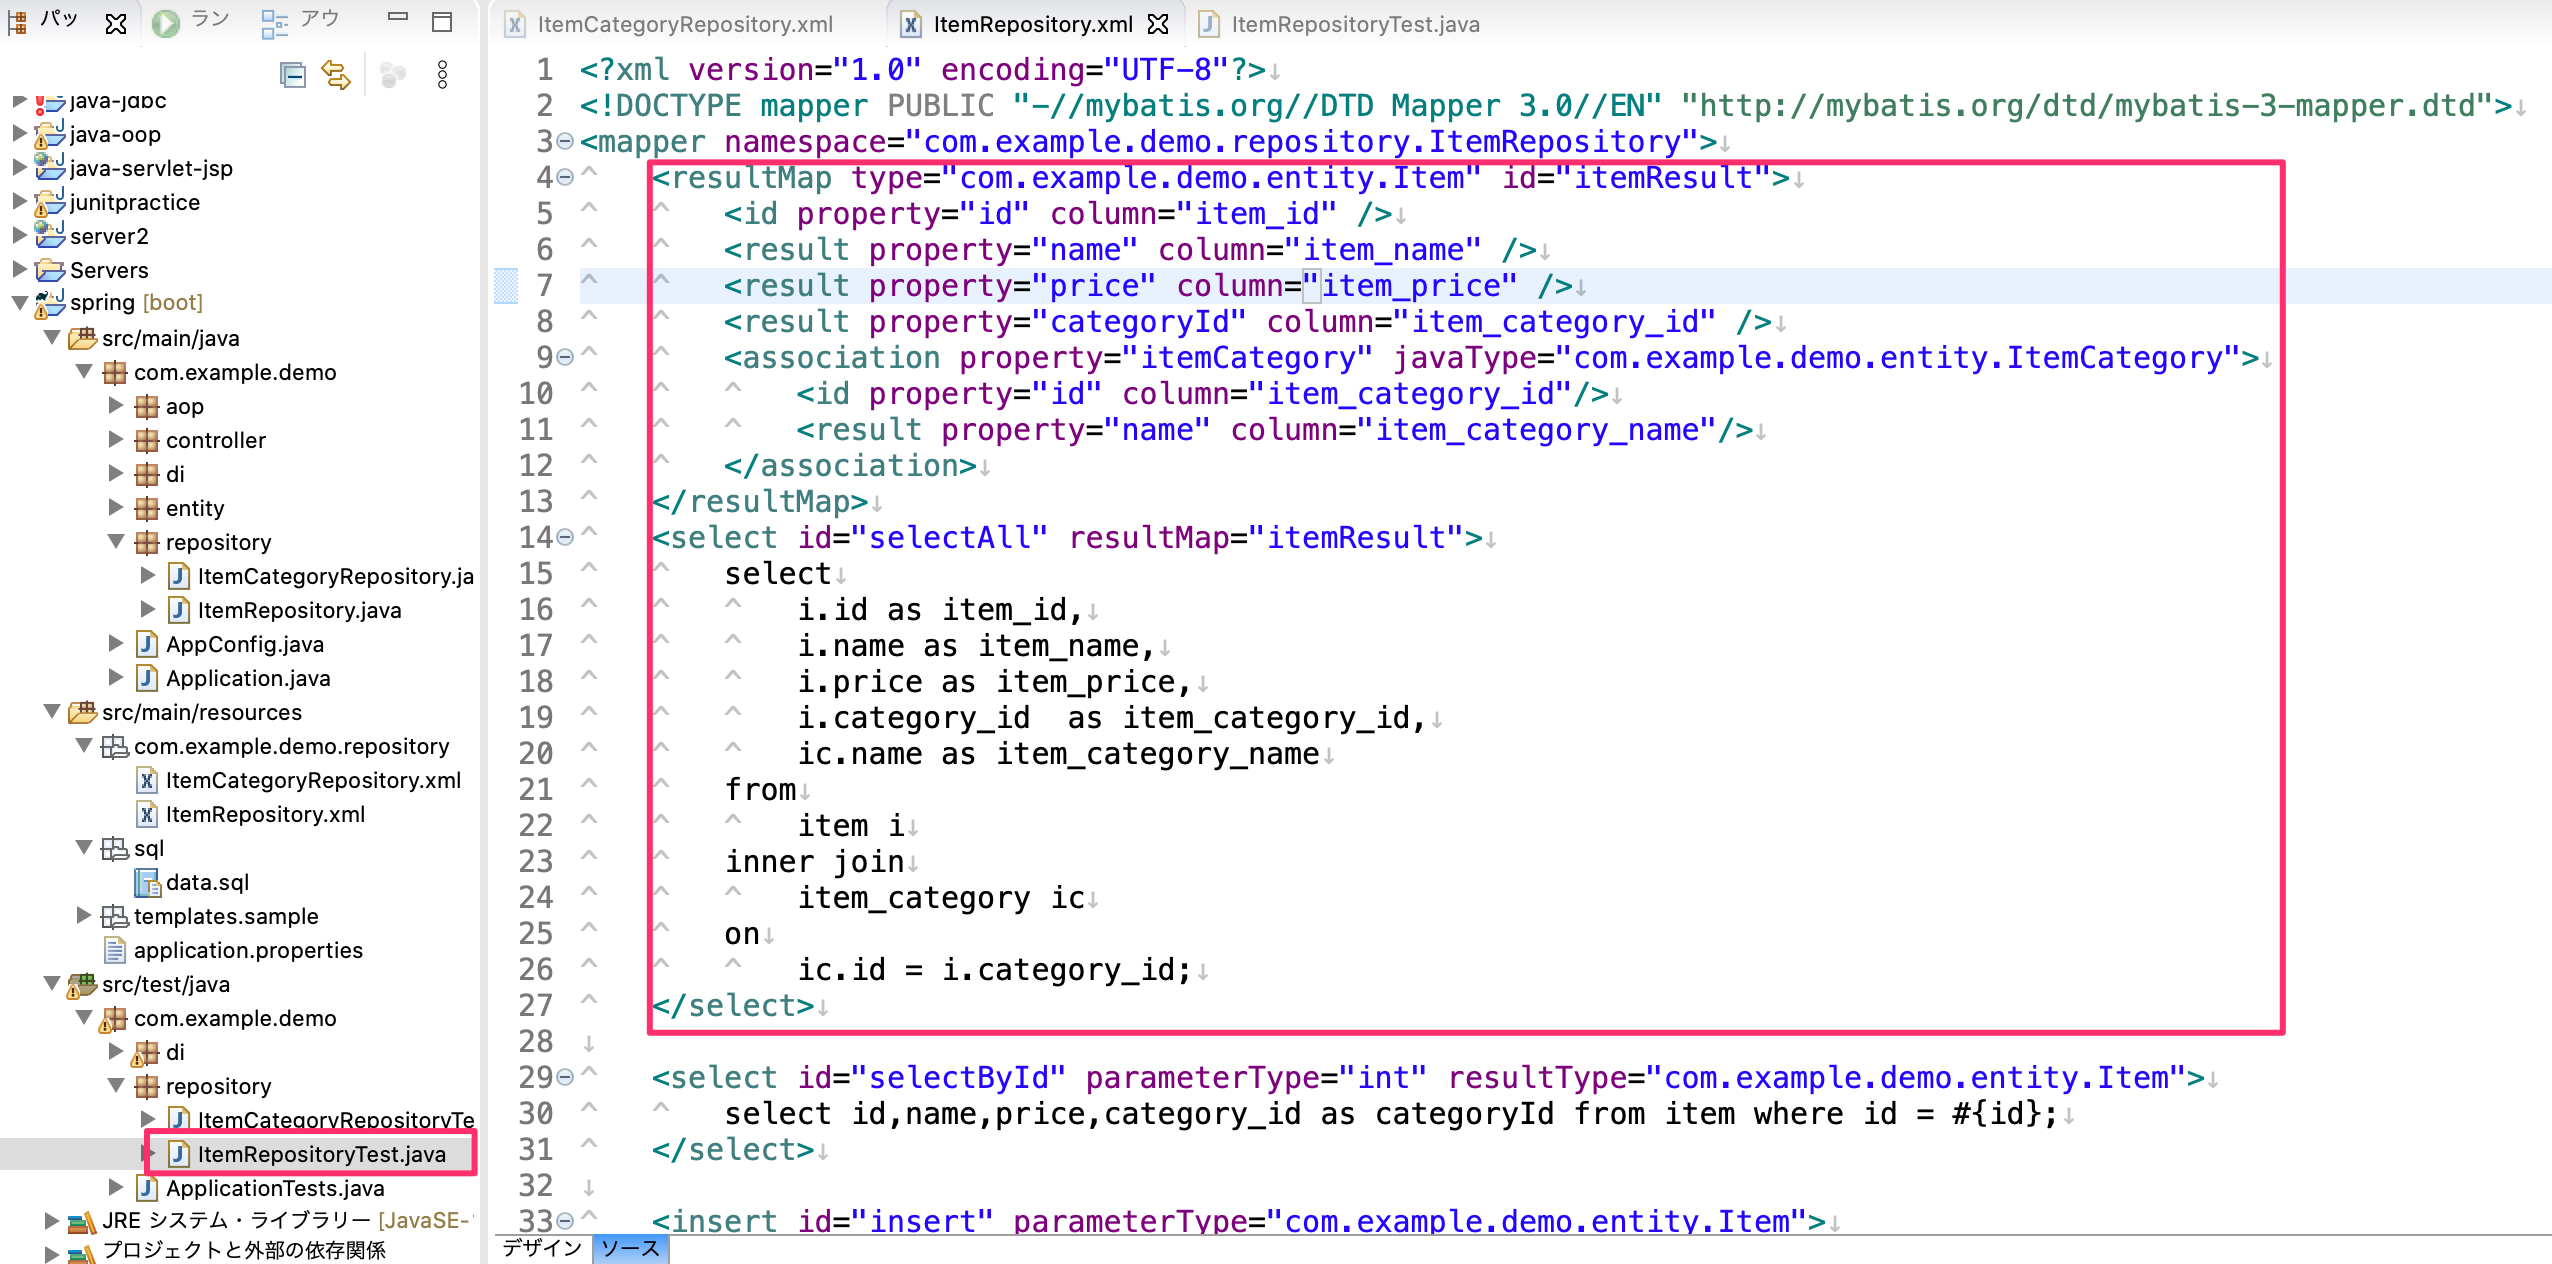 パッ
ラン
アウ
java-jdbc
java-oop
java-servlet-jsp
junitpractice
server2
Servers
spring [boot]
src/main/java
com.example.demo
aop
controller
di
entity
repository
ItemCategoryRepository.ja
ItemRepository.java
AppConfig.java
Application.java
src/main/resources
com.example.demo.repository
ItemCategoryRepository.xml
ItemRepository.xml
sql
data.sql
templates.sample
application.properties
src/test/java
com.example.demo
di
repository
ItemCategoryRepositoryTe
ItemRepositoryTest.java
ApplicationTests.java
JRE システム・ライブラリー [JavaSE-
プロジェクトと外部の依存関係
ItemCategoryRepository.xml
ItemRepository.xml
ItemRepositoryTest.java
1 <?xml version="1.0" encoding="UTF-8"?>↓
2 <!DOCTYPE mapper PUBLIC "-//mybatis.org//DTD Mapper 3.0//EN" "http://mybatis.org/dtd/mybatis-3-mapper.dtd">↓
3 <mapper namespace="com.example.demo.repository.ItemRepository">↓
4 ^ <resultMap type="com.example.demo.entity.Item" id="itemResult">↓
5 ^ ^ <id property="id" column="item_id" />↓
6 ^ ^ <result property="name" column="item_name" />↓
7 ^ ^ <result property="price" column="item_price" />↓
8 ^ ^ <result property="categoryId" column="item_category_id" />↓
9 ^ ^ <association property="itemCategory" javaType="com.example.demo.entity.ItemCategory">↓
10 ^ ^ ^ <id property="id" column="item_category_id"/>↓
11 ^ ^ ^ <result property="name" column="item_category_name"/>↓
12 ^ ^ </association>↓
13 ^ </resultMap>↓
14 ^ <select id="selectAll" resultMap="itemResult">↓
15 ^ ^ select↓
16 ^ ^ ^ i.id as item_id,↓
17 ^ ^ ^ i.name as item_name,↓
18 ^ ^ ^ i.price as item_price,↓
19 ^ ^ ^ i.category_id  as item_category_id,↓
20 ^ ^ ^ ic.name as item_category_name↓
21 ^ ^ from↓
22 ^ ^ ^ item i↓
23 ^ ^ inner join↓
24 ^ ^ ^ item_category ic↓
25 ^ ^ on↓
26 ^ ^ ^ ic.id = i.category_id;↓
27 ^ </select>↓
28 ↓
29 ^ <select id="selectById" parameterType="int" resultType="com.example.demo.entity.Item">↓
30 ^ ^ select id,name,price,category_id as categoryId from item where id = #{id};↓
31 ^ </select>↓
32 ↓
33 ^ <insert id="insert" parameterType="com.example.demo.entity.Item">↓
デザイン
ソース